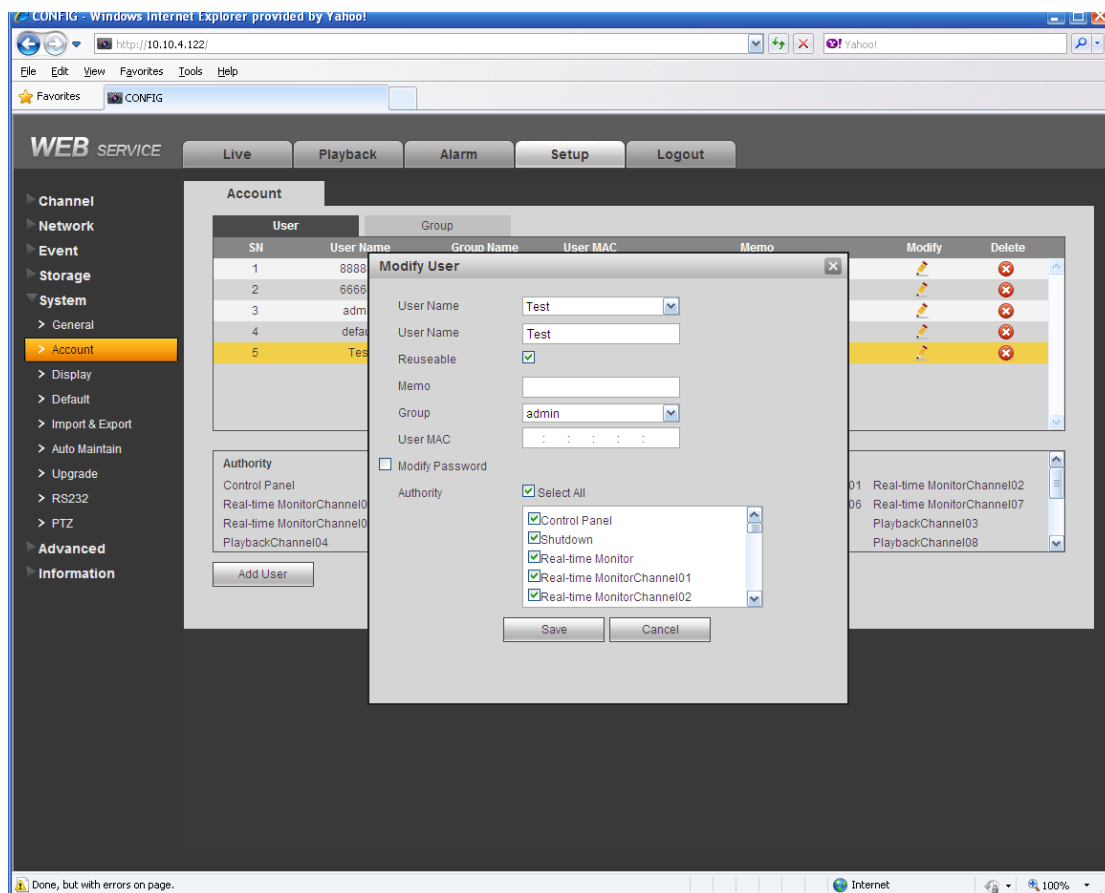 CONFIG - Windows Internet Explorer provided by Yahoo!
http://10.10.4.122/
Yahoo!
File Edit View Favorites Tools Help
Favorites CONFIG
WEB SERVICE
Live Playback Alarm Setup Logout
Channel
Network
Event
Storage
System
> General
> Account
> Display
> Default
> Import & Export
> Auto Maintain
> Upgrade
> RS232
> PTZ
Advanced
Information
Account
User Group
SN User Name Group Name User MAC Memo Modify Delete
1 8888
2 6666
3 adm
4 defau
5 Tes
Authority
Control Panel 01 Real-time MonitorChannel02
Real-time MonitorChannel0 06 Real-time MonitorChannel07
Real-time MonitorChannel0 PlaybackChannel03
PlaybackChannel04 PlaybackChannel08
Add User
Modify User
User Name Test
User Name Test
Reuseable
Memo
Group admin
User MAC : : : : :
Modify Password
Authority Select All
Control Panel
Shutdown
Real-time Monitor
Real-time MonitorChannel01
Real-time MonitorChannel02
Save Cancel
Done, but with errors on page. Internet 100%